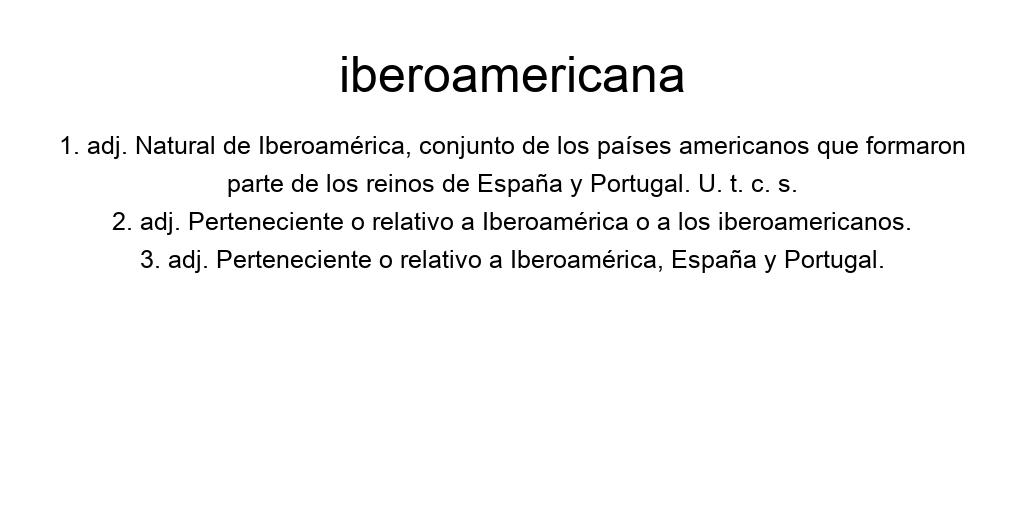 iberoamericana
1. adj. Natural de Iberoamérica, conjunto de los países americanos que formaron
parte de los reinos de España y Portugal. U. t. c. s.
2. adj. Perteneciente o relativo a Iberoamérica o a los iberoamericanos.
3. adj. Perteneciente o relativo a Iberoamérica, España y Portugal.